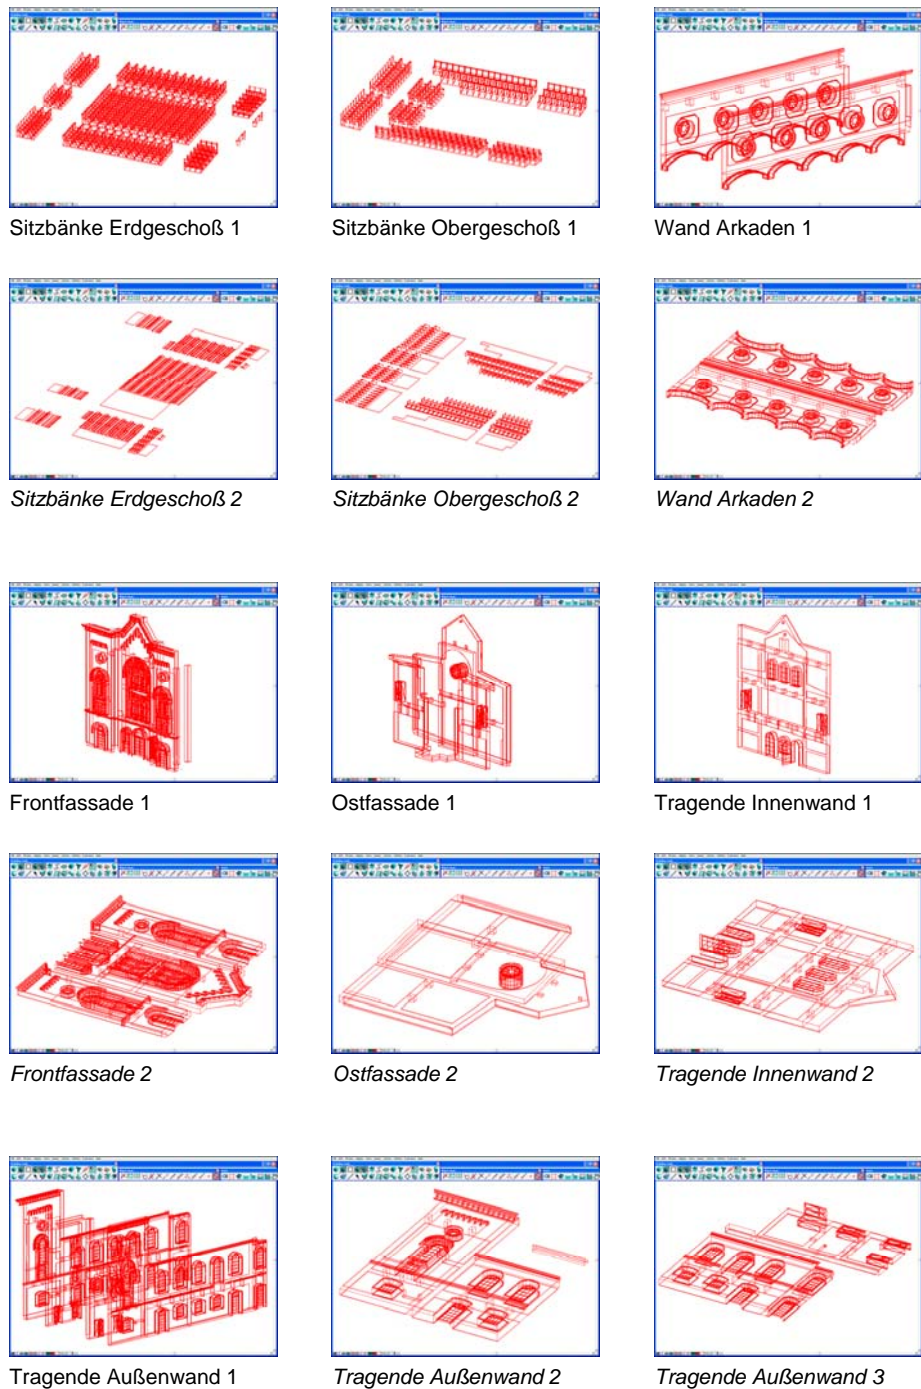 Sitzbänke Erdgeschoß 1
Sitzbänke Obergeschoß 1
Wand Arkaden 1
Sitzbänke Erdgeschoß 2
Sitzbänke Obergeschoß 2
Wand Arkaden 2
Frontfassade 1
Ostfassade 1
Tragende Innenwand 1
Frontfassade 2
Ostfassade 2
Tragende Innenwand 2
Tragende Außenwand 1
Tragende Außenwand 2
Tragende Außenwand 3